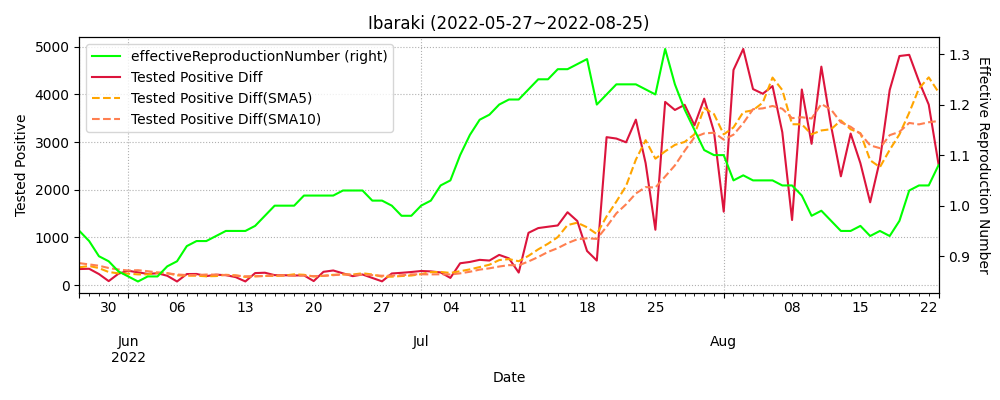 Ibaraki (2022-05-27~2022-08-25)
effectiveReproductionNumber (right)
Tested Positive Diff
Tested Positive Diff(SMA5)
Tested Positive Diff(SMA10)
Tested Positive
5000
4000
3000
2000
1000
0
Effective Reproduction Number
1.3
1.2
1.1
1.0
0.9
30 06 13 20 27 04 11 18 25 08 15 22
Jun Jul Aug
2022
Date